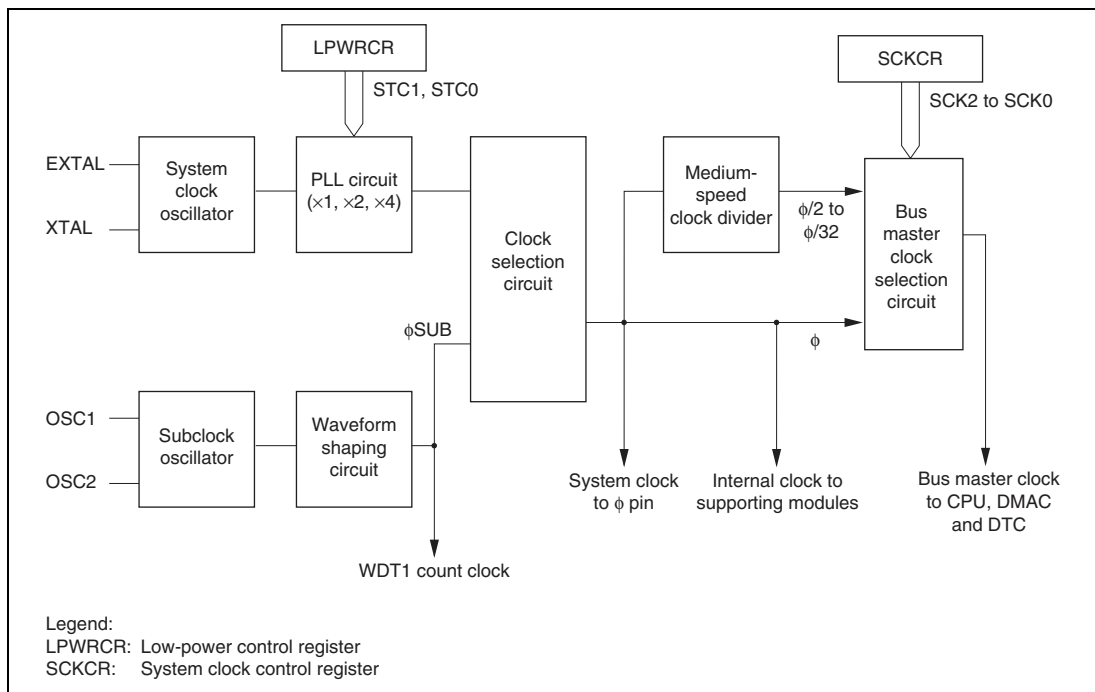 LPWRCR
STC1, STC0
SCKCR
SCK2 to SCK0
EXTAL
XTAL
System
clock
oscillator
PLL circuit
(×1, ×2, ×4)
Clock
selection
circuit
Medium-
speed
clock divider
ϕ/2 to
ϕ/32
Bus
master
clock
selection
circuit
ϕSUB
ϕ
OSC1
OSC2
Subclock
oscillator
Waveform
shaping
circuit
System clock
to ϕ pin
Internal clock to
supporting modules
Bus master clock
to CPU, DMAC
and DTC
WDT1 count clock
Legend:
LPWRCR: Low-power control register
SCKCR: System clock control register